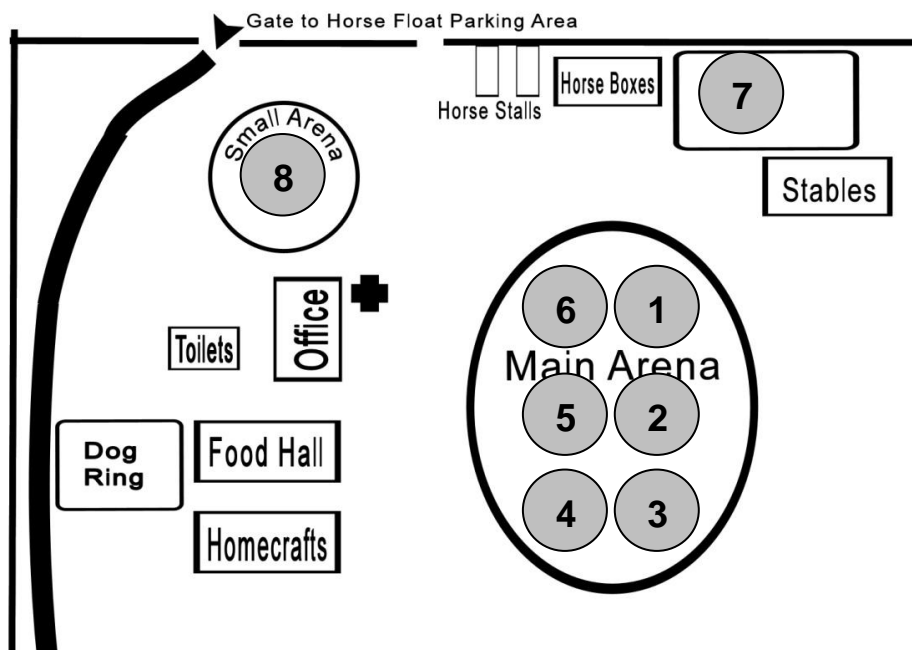 Gate to Horse Float Parking Area
Horse Stalls
Horse Boxes
7
Small Arena
8
Stables
Office
Toilets
6
1
Main Arena
5
2
Dog
Ring
Food Hall
4
3
Homecrafts